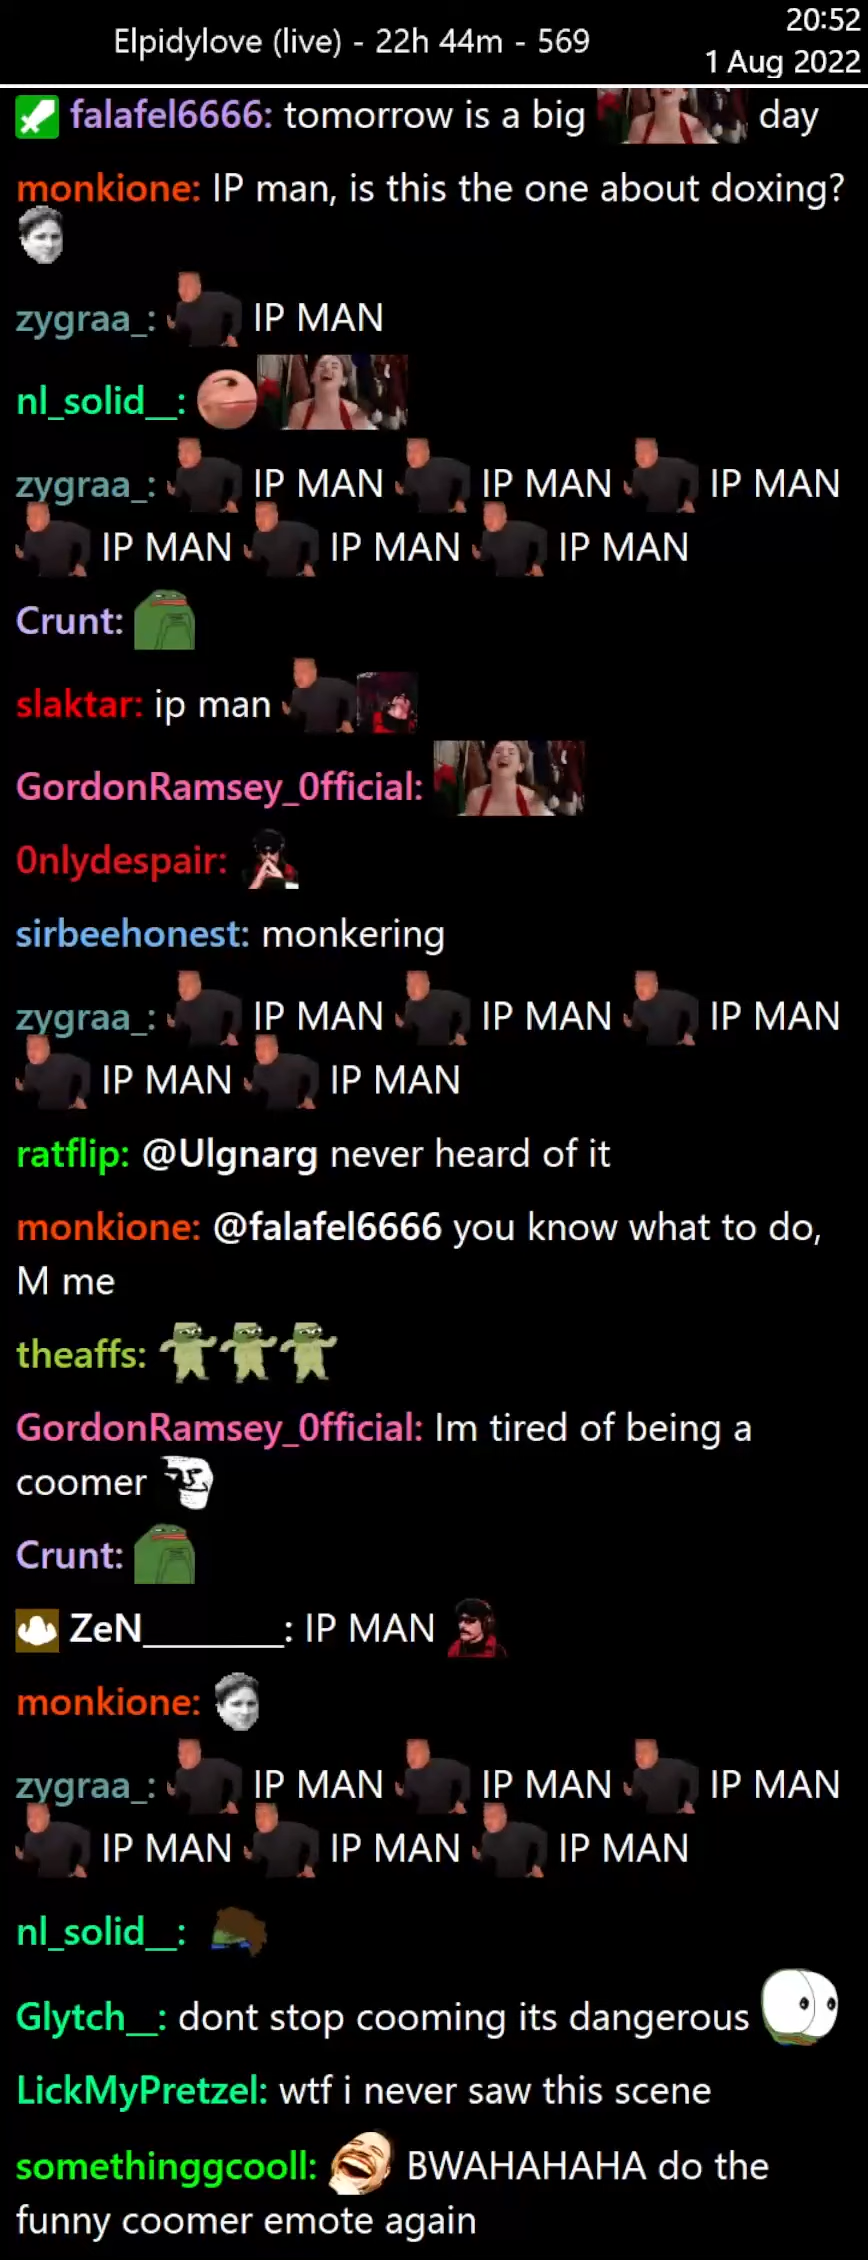 Elpidylove (live) - 22h 44m - 569
20:52
1 Aug 2022
falafel6666: tomorrow is a big day
monkione: IP man, is this the one about doxing?
zygraa_: IP MAN
nl_solid__:
zygraa_: IP MAN IP MAN IP MAN
IP MAN IP MAN IP MAN
Crunt:
slaktar: ip man
GordonRamsey_0fficial:
0nlydespair:
sirbeehonest: monkering
zygraa_: IP MAN IP MAN IP MAN
IP MAN IP MAN
ratflip: @Ulgnarg never heard of it
monkione: @falafel6666 you know what to do,
M me
theaffs:
GordonRamsey_0fficial: Im tired of being a
coomer
Crunt:
ZeN________: IP MAN
monkione:
zygraa_: IP MAN IP MAN IP MAN
IP MAN IP MAN IP MAN
nl_solid__:
Glytch__: dont stop cooming its dangerous
LickMyPretzel: wtf i never saw this scene
somethinggcooll: BWAHAHAHA do the
funny coomer emote again